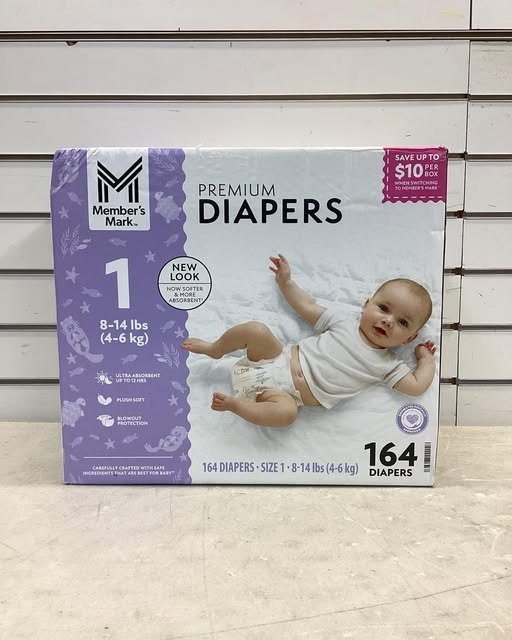 Member's
Mark™
1
8-14 lbs
(4-6 kg)
ULTRA ABSORBENT
UP TO 12 HRS
PLUSH SOFT
BLOWOUT
PROTECTION
CAREFULLY CRAFTED WITH SAFE
INGREDIENTS THAT ARE BEST FOR BABY
NEW
LOOK
NOW SOFTER
& MORE
ABSORBENT*
PREMIUM
DIAPERS
SAVE UP TO
$10 PER
BOX
WHEN SWITCHING
TO MEMBER'S MARK™
164 DIAPERS • SIZE 1 • 8-14 lbs (4-6 kg)
164
DIAPERS